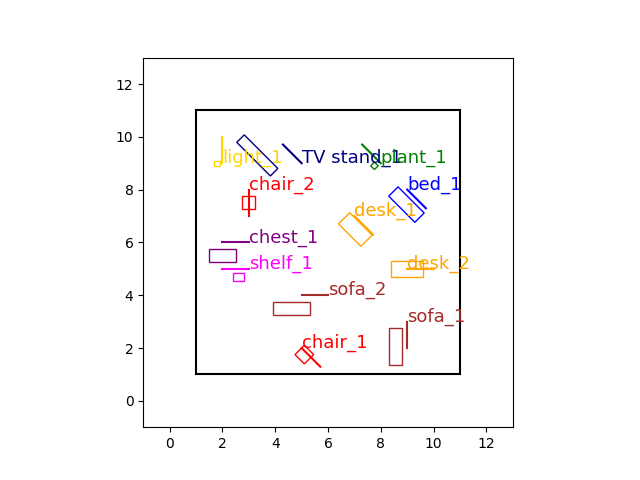 12
10
8
6
4
2
0
light_1
TV stand_1
plant_1
chair_2
bed_1
desk_1
chest_1
shelf_1
desk_2
sofa_2
sofa_1
chair_1
0 2 4 6 8 10 12